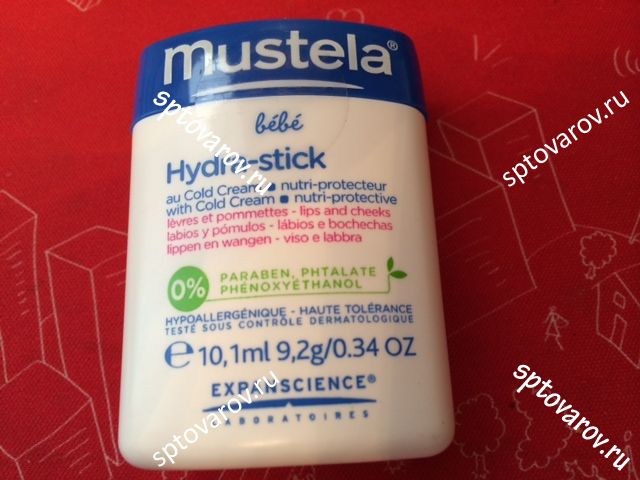 mustela®
bébé
Hydra-stick
au Cold Cream ■ nutri-protecteur
with Cold Cream ■ nutri-protective
lèvres et pommettes - lips and cheeks
labios y pómulos - lábios e bochechas
lippen en wangen - viso e labbra
0% PARABEN, PHTALATE
PHÉNOXYÉTHANOL
HYPOALLERGÉNIQUE - HAUTE TOLÉRANCE
TESTÉ SOUS CONTRÔLE DERMATOLOGIQUE
℮ 10,1ml 9,2g/0.34 OZ
EXPANSCIENCE®
LABORATOIRES
sptovarov.ru
sptovarov.ru
sptovarov.ru
sptovarov.ru
sptovarov.ru